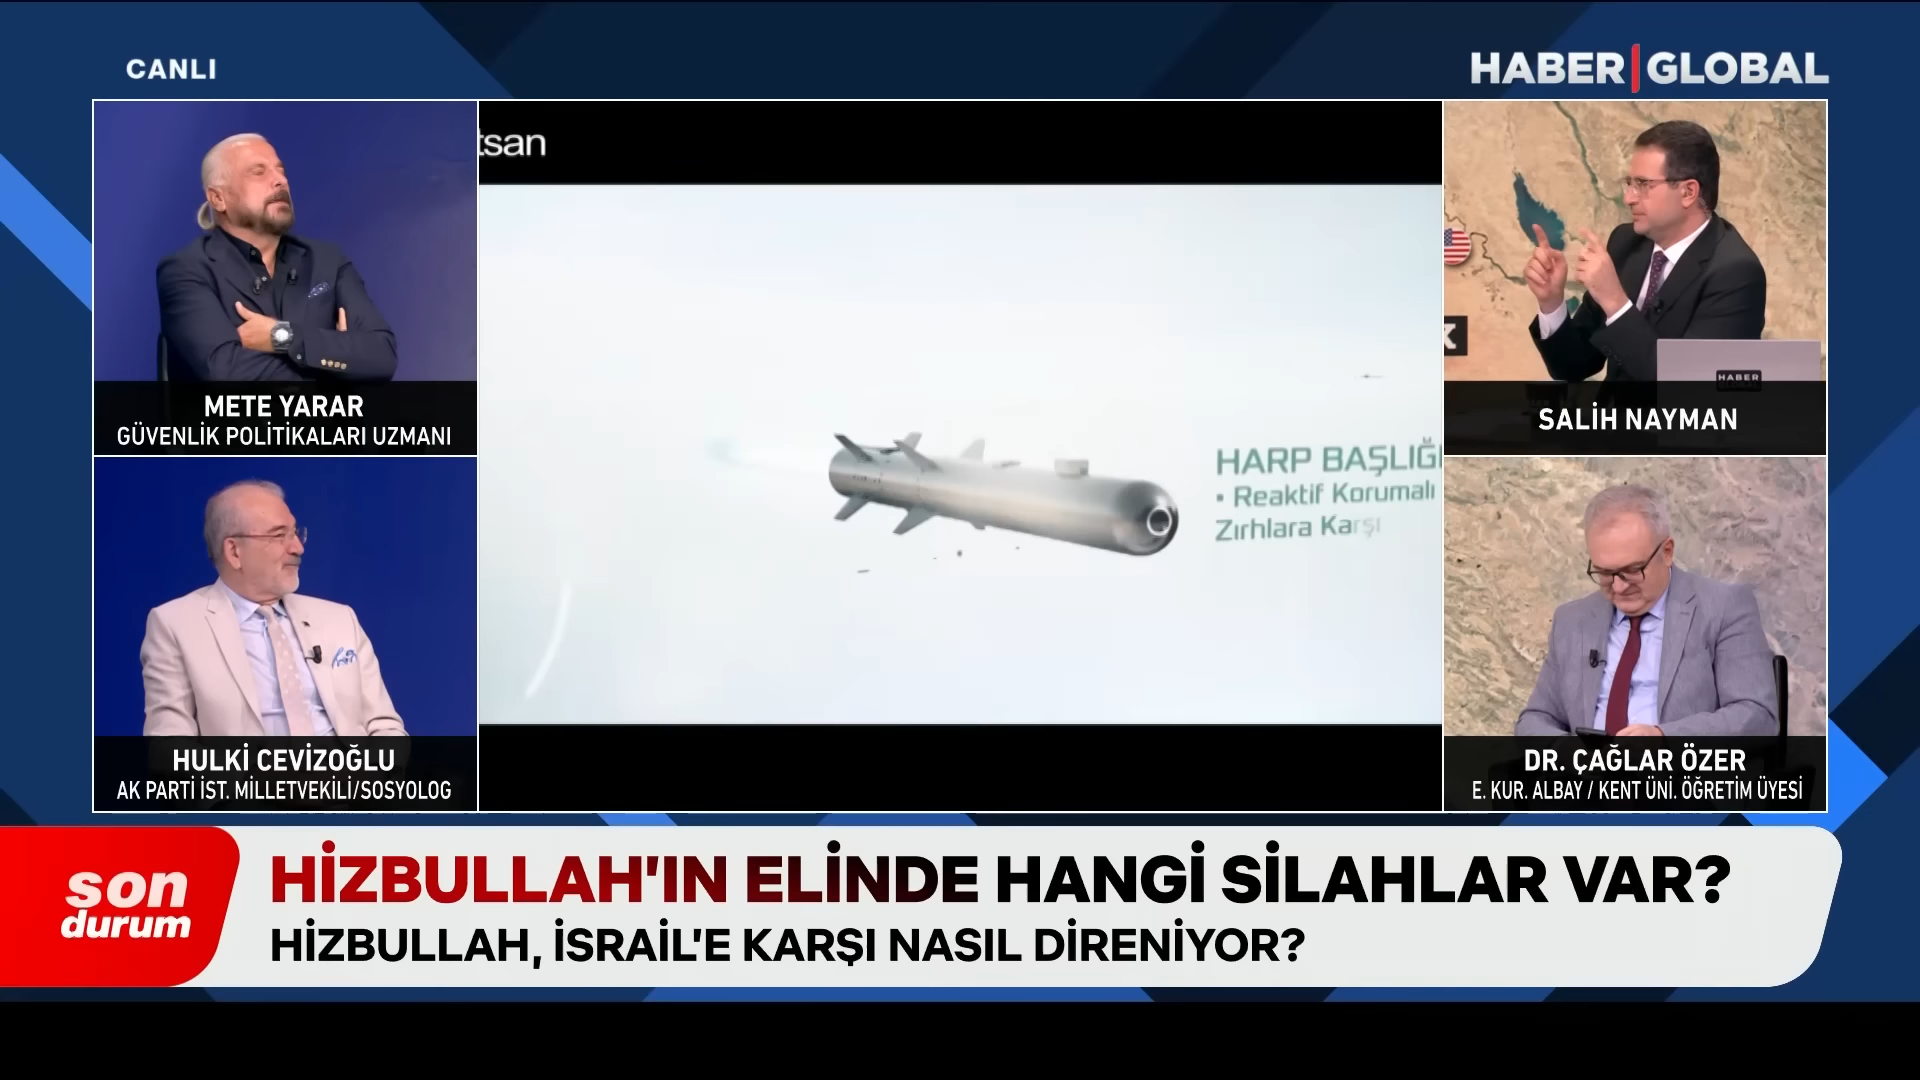 CANLI
HABER GLOBAL
tsan
METE YARAR
GÜVENLİK POLİTİKALARI UZMANI
HARP BAŞLIĞI
• Reaktif Korumalı
Zırhlara Karşı
SALİH NAYMAN
HABER
HULKİ CEVİZOĞLU
AK PARTİ İST. MİLLETVEKİLİ/SOSYOLOG
DR. ÇAĞLAR ÖZER
E. KUR. ALBAY / KENT ÜNİ. ÖĞRETİM ÜYESİ
son
durum
HİZBULLAH'IN ELİNDE HANGİ SİLAHLAR VAR?
HİZBULLAH, İSRAİL'E KARŞI NASIL DİRENİYOR?